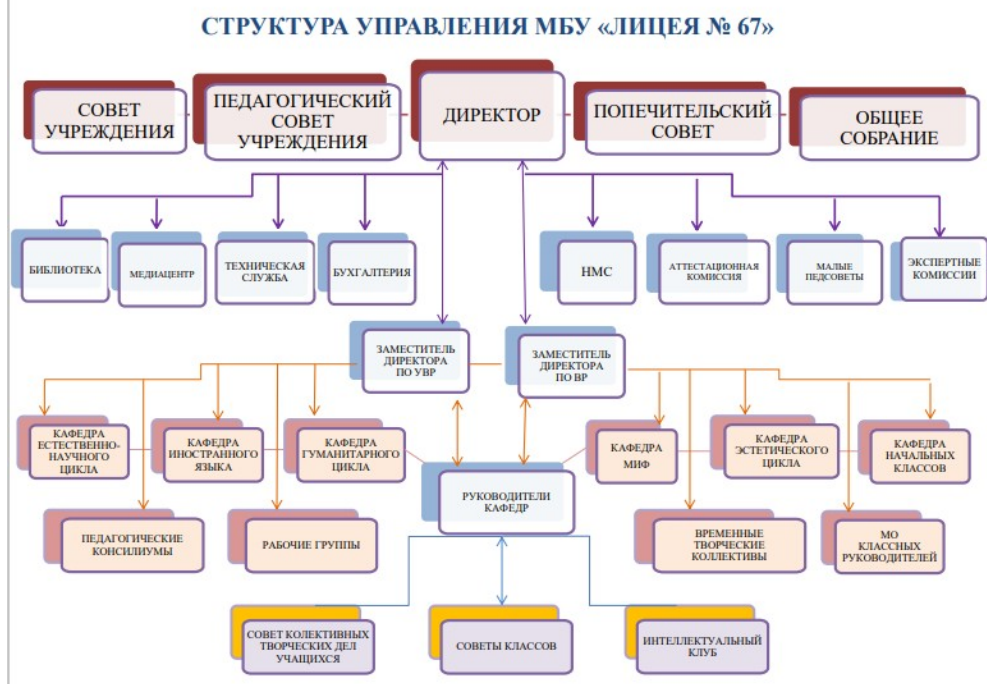 СТРУКТУРА УПРАВЛЕНИЯ МБУ «ЛИЦЕЯ № 67»
СОВЕТ
УЧРЕЖДЕНИЯ
ПЕДАГОГИЧЕСКИЙ
СОВЕТ
УЧРЕЖДЕНИЯ
ДИРЕКТОР
ПОПЕЧИТЕЛЬСКИЙ
СОВЕТ
ОБЩЕЕ
СОБРАНИЕ
БИБЛИОТЕКА
МЕДИАЦЕНТР
ТЕХНИЧЕСКАЯ
СЛУЖБА
БУХГАЛТЕРИЯ
НМС
АТТЕСТАЦИОННАЯ
КОМИССИЯ
МАЛЫЕ
ПЕДСОВЕТЫ
ЭКСПЕРТНЫЕ
КОМИССИИ
ЗАМЕСТИТЕЛЬ
ДИРЕКТОРА
ПО УВР
ЗАМЕСТИТЕЛЬ
ДИРЕКТОРА
ПО ВР
КАФЕДРА
ЕСТЕСТВЕННО-
НАУЧНОГО
ЦИКЛА
КАФЕДРА
ИНОСТРАННОГО
ЯЗЫКА
КАФЕДРА
ГУМАНИТАРНОГО
ЦИКЛА
РУКОВОДИТЕЛИ
КАФЕДР
КАФЕДРА
МИФ
КАФЕДРА
ЭСТЕТИЧЕСКОГО
ЦИКЛА
КАФЕДРА
НАЧАЛЬНЫХ
КЛАССОВ
ПЕДАГОГИЧЕСКИЕ
КОНСИЛИУМЫ
РАБОЧИЕ ГРУППЫ
ВРЕМЕННЫЕ
ТВОРЧЕСКИЕ
КОЛЛЕКТИВЫ
МО
КЛАССНЫХ
РУКОВОДИТЕЛЕЙ
СОВЕТ КОЛЕКТИВНЫХ
ТВОРЧЕСКИХ ДЕЛ
УЧАЩИХСЯ
СОВЕТЫ КЛАССОВ
ИНТЕЛЛЕКТУАЛЬНЫЙ
КЛУБ